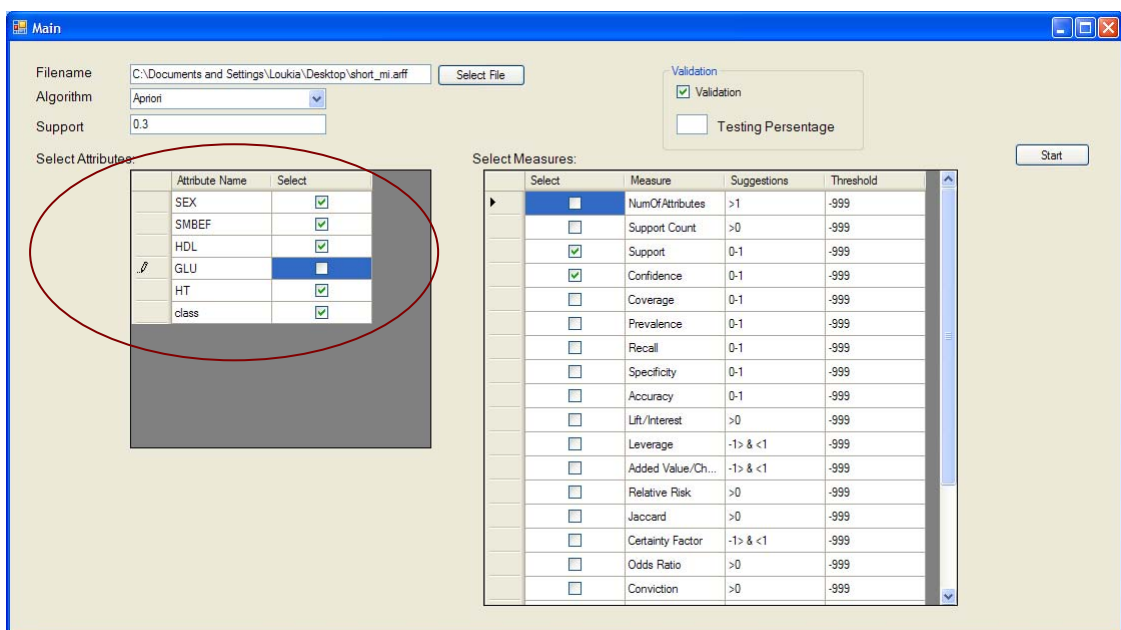 Main
Filename C:\Documents and Settings\Loukia\Desktop\short_mi.arff Select File
Algorithm Apriori
Support 0.3
Validation
Validation
Testing Persentage
Start
Select Attributes:
Attribute Name Select
SEX
SMBEF
HDL
GLU
HT
class
Select Measures:
Select Measure Suggestions Threshold
NumOfAttributes >1 -999
Support Count >0 -999
Support 0-1 -999
Confidence 0-1 -999
Coverage 0-1 -999
Prevalence 0-1 -999
Recall 0-1 -999
Specificity 0-1 -999
Accuracy 0-1 -999
Lift/Interest >0 -999
Leverage -1> & <1 -999
Added Value/Ch... -1> & <1 -999
Relative Risk >0 -999
Jaccard >0 -999
Certainty Factor -1> & <1 -999
Odds Ratio >0 -999
Conviction >0 -999